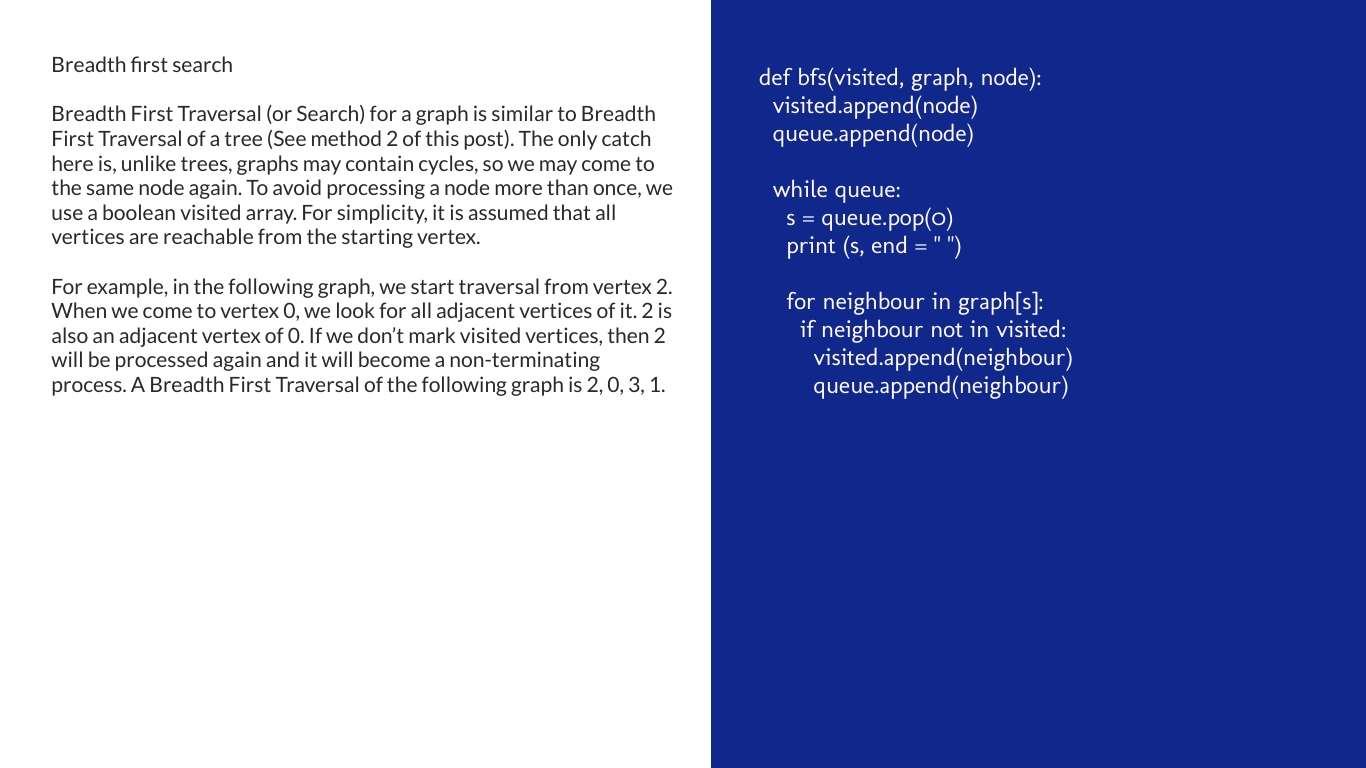 Breadth first search
Breadth First Traversal (or Search) for a graph is similar to Breadth
First Traversal of a tree (See method 2 of this post). The only catch
here is, unlike trees, graphs may contain cycles, so we may come to
the same node again. To avoid processing a node more than once, we
use a boolean visited array. For simplicity, it is assumed that all
vertices are reachable from the starting vertex.
For example, in the following graph, we start traversal from vertex 2.
When we come to vertex 0, we look for all adjacent vertices of it. 2 is
also an adjacent vertex of 0. If we don’t mark visited vertices, then 2
will be processed again and it will become a non-terminating
process. A Breadth First Traversal of the following graph is 2, 0, 3, 1.
def bfs(visited, graph, node):
  visited.append(node)
  queue.append(node)
  while queue:
    s = queue.pop(0)
    print (s, end = " ")
    for neighbour in graph[s]:
      if neighbour not in visited:
        visited.append(neighbour)
        queue.append(neighbour)